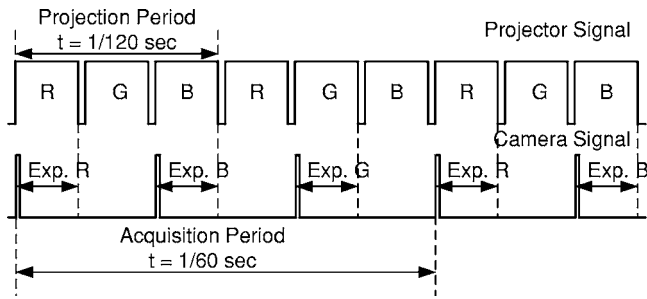 Projection Period
t = 1/120 sec
Projector Signal
R G B R G B R G B
Camera Signal
Exp. R Exp. B Exp. G Exp. R Exp. B
Acquisition Period
t = 1/60 sec